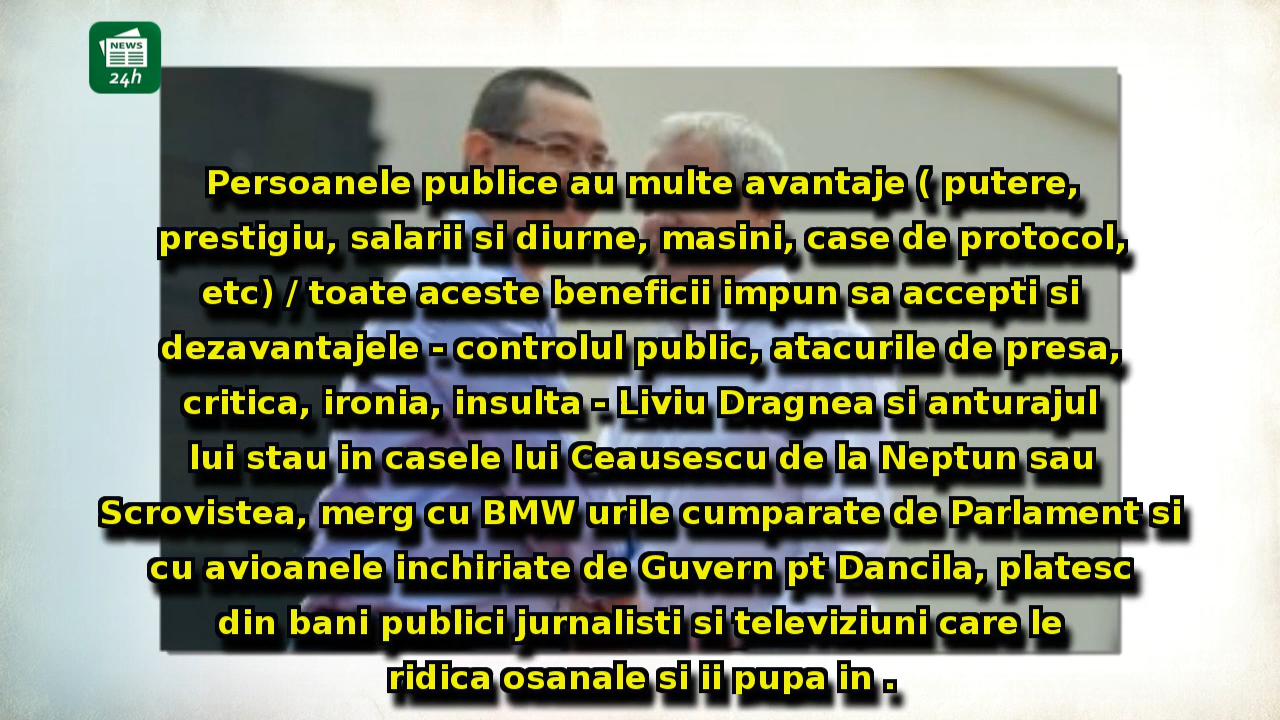 NEWS
24h
Persoanele publice au multe avantaje ( putere,
prestigiu, salarii si diurne, masini, case de protocol,
etc) / toate aceste beneficii impun sa accepti si
dezavantajele - controlul public, atacurile de presa,
critica, ironia, insulta - Liviu Dragnea si anturajul
lui stau in casele lui Ceausescu de la Neptun sau
Scrovistea, merg cu BMW urile cumparate de Parlament si
cu avioanele inchiriate de Guvern pt Dancila, platesc
din bani publici jurnalisti si televiziuni care le
ridica osanale si ii pupa in .